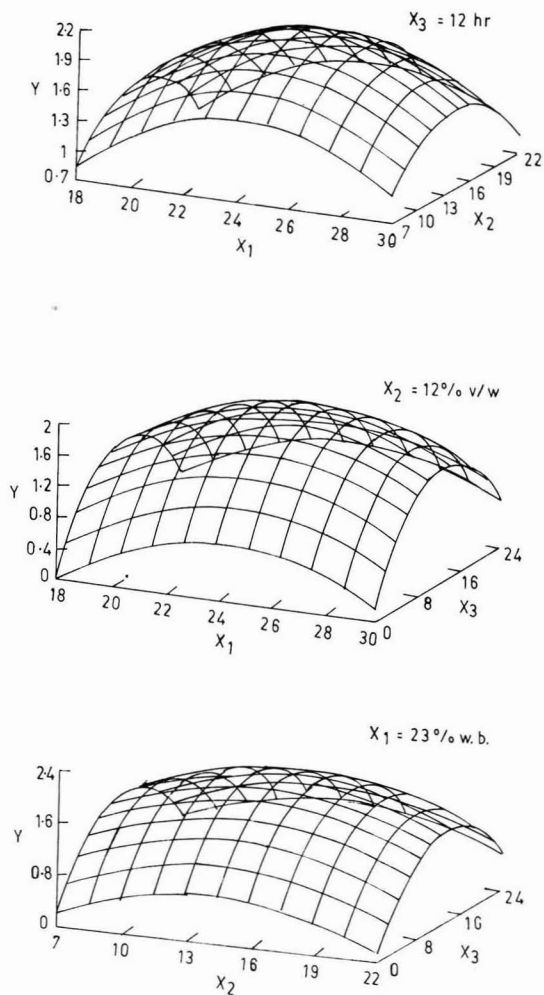 X3 = 12 hr
2·2
1·9
Y
1·6
1·3
1
0·7
18 20 22 24 26 28 30
X1
7 10 13 16 19 22
X2
X2 = 12% v/w
2
1·6
Y
1·2
0·8
0·4
0
18 20 22 24 26 28 30
X1
0 8 16 24
X3
X1 = 23% w.b.
2·4
1·6
Y
0·8
0
7 10 13 16 19 22
X2
0 8 16 24
X3